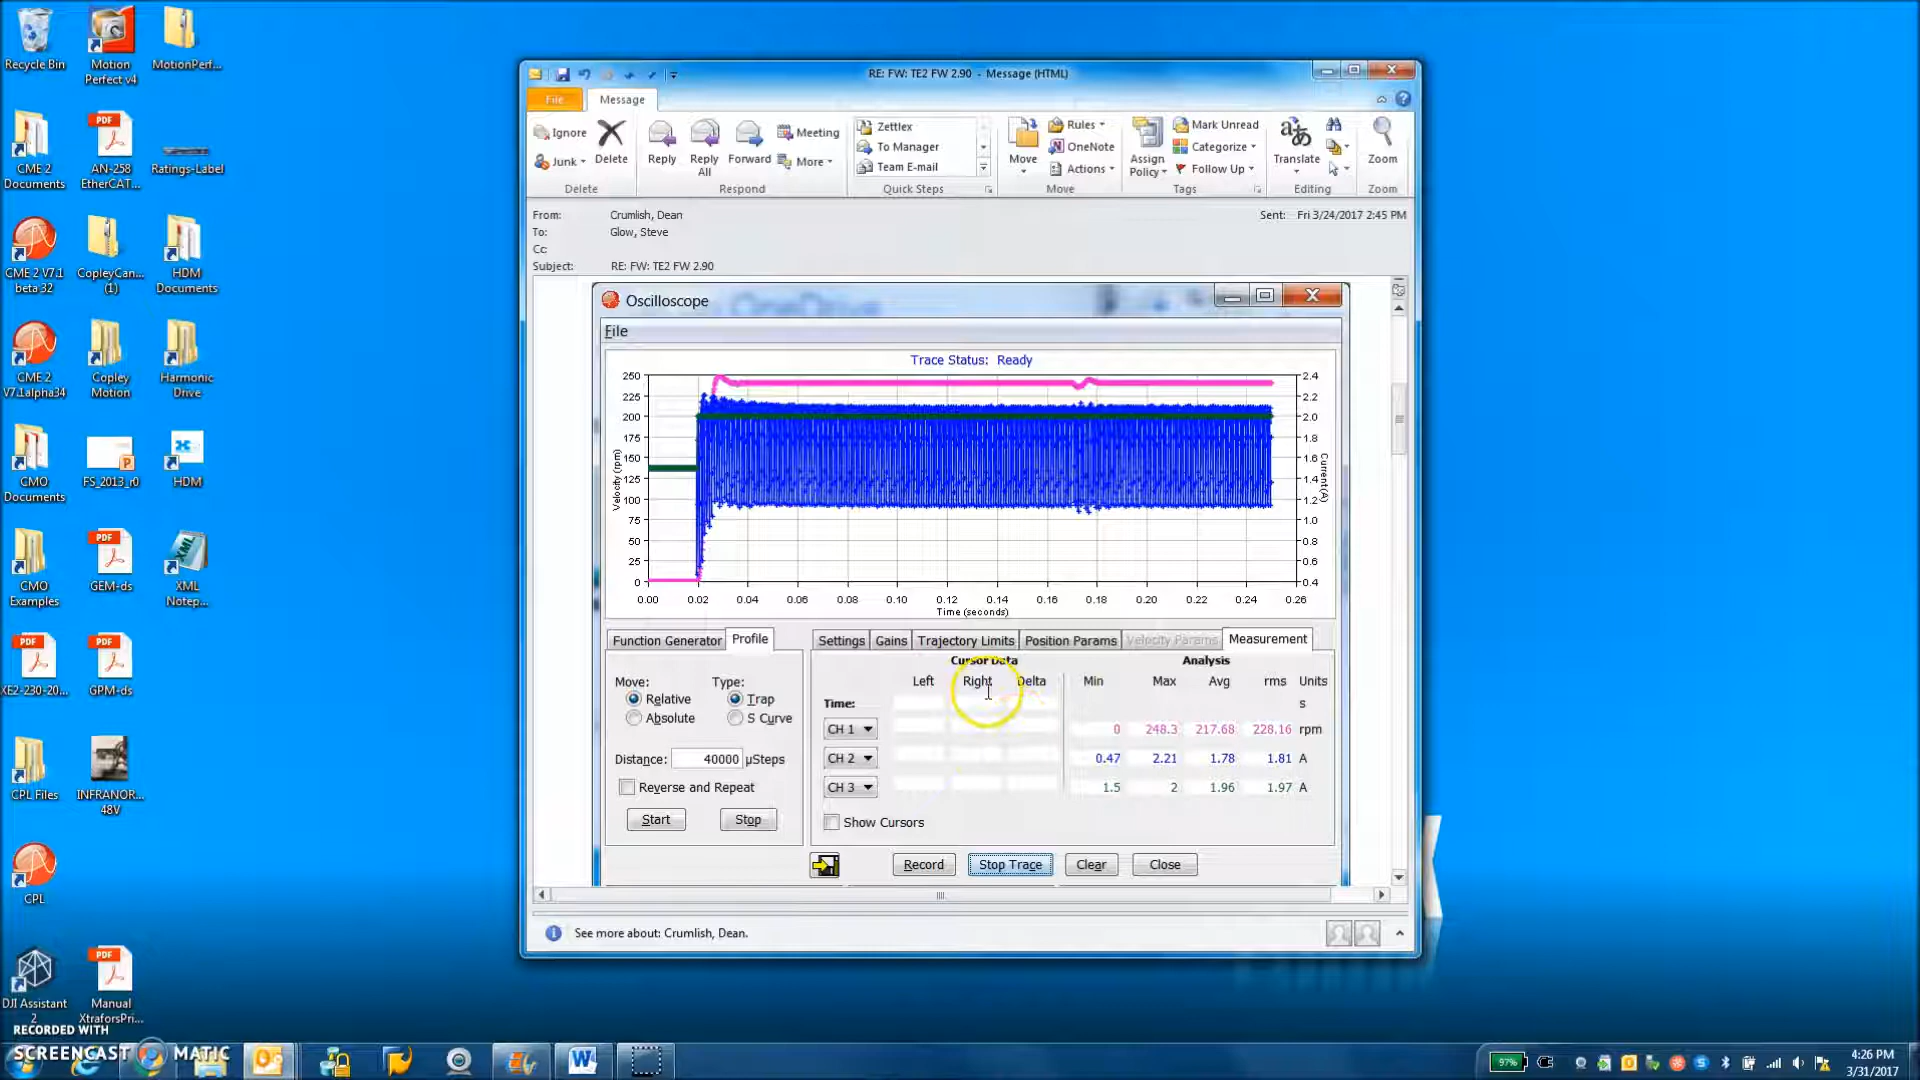 Recycle Bin
Motion
Perfect v4
MotionPerf...
CME 2
Documents
AN-258
EtherCAT...
Ratings-Label
CME 2 V7.1
beta 32
CopleyCan...
(1)
HDM
Documents
CME 2
V7.1alpha34
Copley
Motion
Harmonic
Drive
CMO
Documents
FS_2013_r0
HDM
CMO
Examples
GEM-ds
XML
Notep...
XE2-230-20...
GPM-ds
CPL Files
INFRANOR...
48V
CPL
DJI Assistant
2
Manual
XtraforsPri...
RE: FW: TE2 FW 2.90 - Message (HTML)
File
Message
Ignore
Junk
Delete
Delete
Reply
Reply
All
Forward
Meeting
More
Respond
Zettlex
To Manager
Team E-mail
Quick Steps
Move
Rules
OneNote
Actions
Move
Assign
Policy
Mark Unread
Categorize
Follow Up
Tags
Translate
Editing
Zoom
Zoom
From: Crumlish, Dean
Sent: Fri 3/24/2017 2:45 PM
To: Glow, Steve
Cc:
Subject: RE: FW: TE2 FW 2.90
Oscilloscope
File
Trace Status: Ready
250
225
200
175
150
125
100
75
50
25
0
Velocity (rpm)
2.4
2.2
2.0
1.8
1.6
1.4
1.2
1.0
0.8
0.6
0.4
Current (A)
0.00 0.02 0.04 0.06 0.08 0.10 0.12 0.14 0.16 0.18 0.20 0.22 0.24 0.26
Time (seconds)
Function Generator
Profile
Move:
Relative
Absolute
Type:
Trap
S Curve
Distance: 40000 µSteps
Reverse and Repeat
Start
Stop
Settings
Gains
Trajectory Limits
Position Params
Velocity Params
Measurement
Cursor Data
Analysis
Left Right Delta Min Max Avg rms Units
Time: s
CH 1 0 248.3 217.68 228.16 rpm
CH 2 0.47 2.21 1.78 1.81 A
CH 3 1.5 2 1.96 1.97 A
Show Cursors
Record
Stop Trace
Clear
Close
See more about: Crumlish, Dean.
RECORDED WITH
SCREENCAST MATIC
97%
4:26 PM
3/31/2017